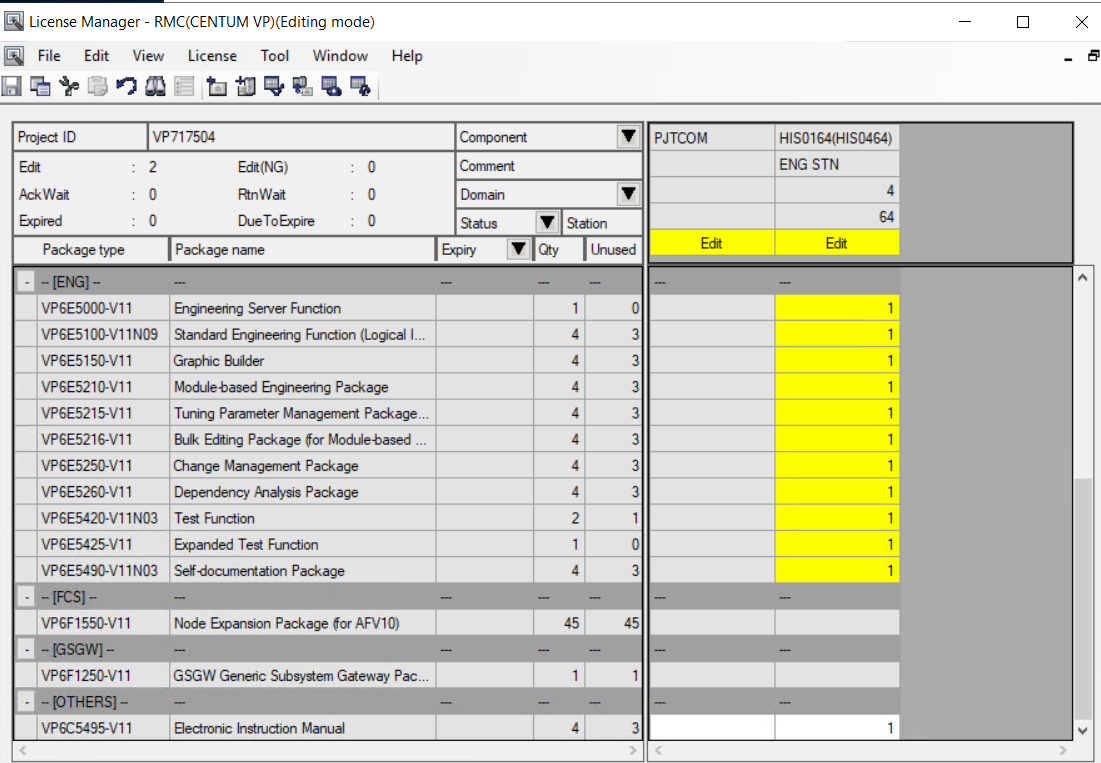 License Manager - RMC(CENTUM VP)(Editing mode)
File Edit View License Tool Window Help
Project ID VP717504 Component PJTCOM HIS0164(HIS0464)
Edit : 2 Edit(NG) : 0 Comment ENG STN
AckWait : 0 RtnWait : 0 Domain 4
Expired : 0 DueToExpire : 0 Status Station 64
Package type Package name Expiry Qty Unused Edit Edit
- -- [ENG] -- --- --- --- --- --- ---
VP6E5000-V11 Engineering Server Function 1 0 1
VP6E5100-V11N09 Standard Engineering Function (Logical I... 4 3 1
VP6E5150-V11 Graphic Builder 4 3 1
VP6E5210-V11 Module-based Engineering Package 4 3 1
VP6E5215-V11 Tuning Parameter Management Package... 4 3 1
VP6E5216-V11 Bulk Editing Package (for Module-based ... 4 3 1
VP6E5250-V11 Change Management Package 4 3 1
VP6E5260-V11 Dependency Analysis Package 4 3 1
VP6E5420-V11N03 Test Function 2 1 1
VP6E5425-V11 Expanded Test Function 1 0 1
VP6E5490-V11N03 Self-documentation Package 4 3 1
- -- [FCS] -- --- --- --- --- --- ---
VP6F1550-V11 Node Expansion Package (for AFV10) 45 45
- -- [GSGW] -- --- --- --- --- --- ---
VP6F1250-V11 GSGW Generic Subsystem Gateway Pac... 1 1
- -- [OTHERS] -- --- --- --- --- --- ---
VP6C5495-V11 Electronic Instruction Manual 4 3 1